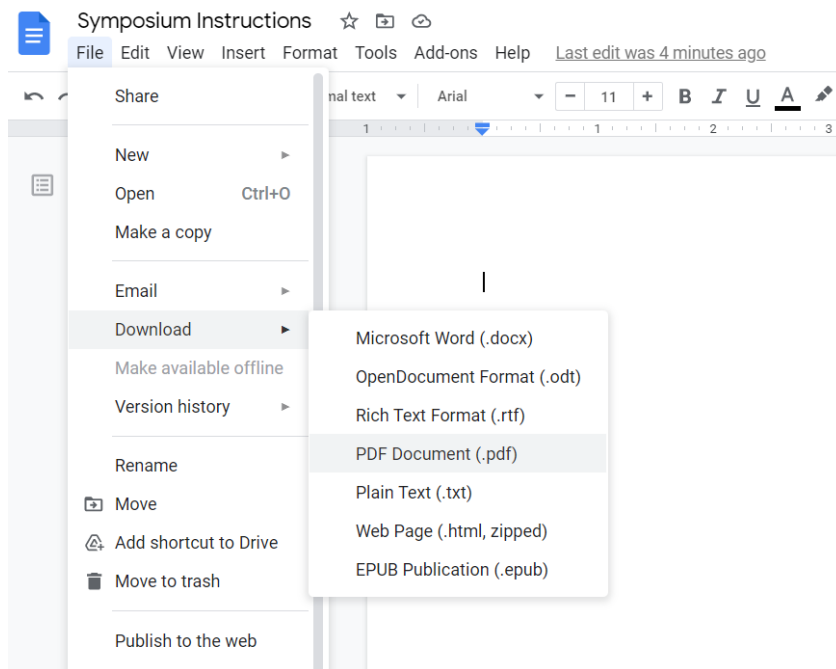 Symposium Instructions
File Edit View Insert Format Tools Add-ons Help Last edit was 4 minutes ago
Share
Arial
− 11 + B I U A
1 1 2 3
New
Open Ctrl+O
Make a copy
Email
Download
Make available offline
Version history
Rename
Move
Add shortcut to Drive
Move to trash
Publish to the web
Microsoft Word (.docx)
OpenDocument Format (.odt)
Rich Text Format (.rtf)
PDF Document (.pdf)
Plain Text (.txt)
Web Page (.html, zipped)
EPUB Publication (.epub)